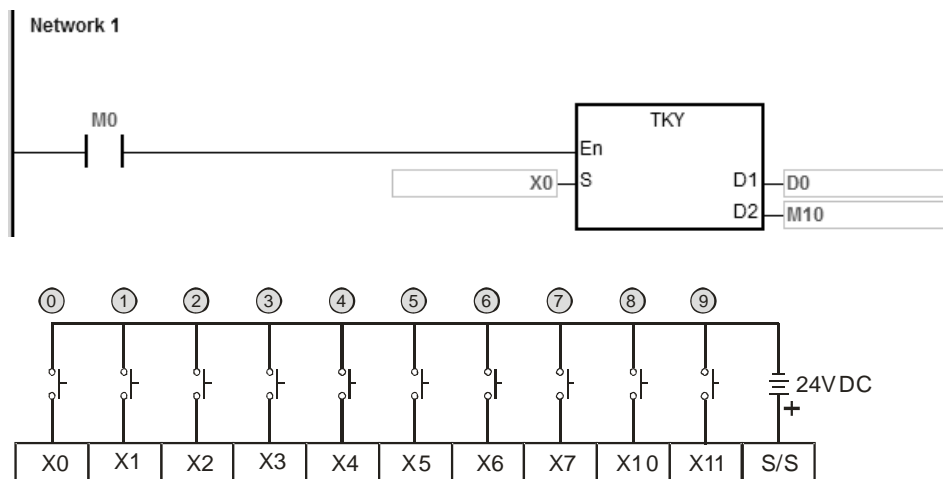 Network 1
M0
TKY
En
X0 S D1 D0
D2 M10
0 1 2 3 4 5 6 7 8 9
24VDC
+
X0 X1 X2 X3 X4 X5 X6 X7 X10 X11 S/S